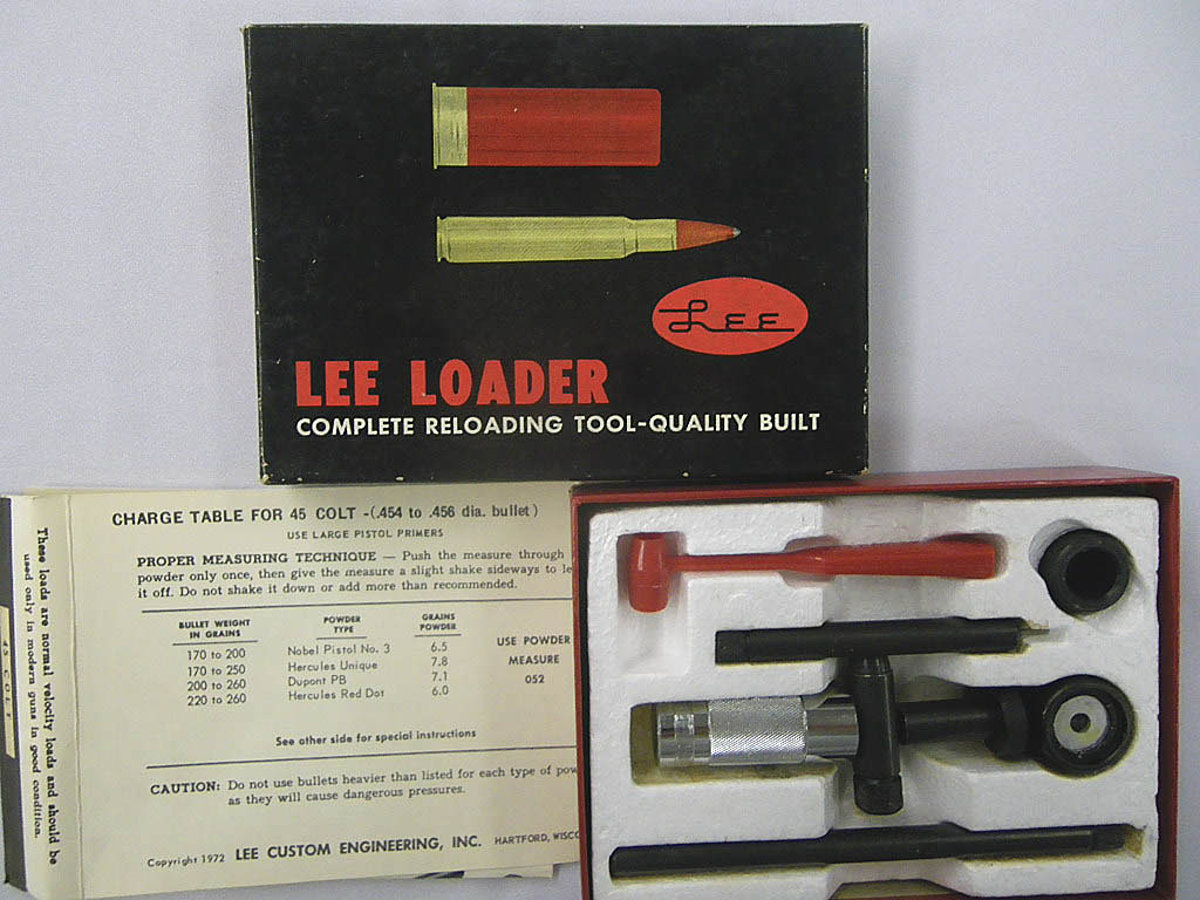 Lee
LEE LOADER
COMPLETE RELOADING TOOL-QUALITY BUILT
CHARGE TABLE FOR 45 COLT -(.454 to .456 dia. bullet)
USE LARGE PISTOL PRIMERS
PROPER MEASURING TECHNIQUE — Push the measure through
powder only once, then give the measure a slight shake sideways to
it off. Do not shake it down or add more than recommended.
BULLET WEIGHT
IN GRAINS
POWDER
TYPE
GRAINS
POWDER
170 to 200 Nobel Pistol No. 3 6.5
170 to 250 Hercules Unique 7.8
200 to 260 Dupont PB 7.1
220 to 260 Hercules Red Dot 6.0
USE POWDER
MEASURE
052
See other side for special instructions
CAUTION: Do not use bullets heavier than listed for each type of
as they will cause dangerous pressures.
Copyright 1972 LEE CUSTOM ENGINEERING, INC. HARTFORD,
These loads are normal velocity loads and should be
used only in modern guns in good condition.
45 COLT